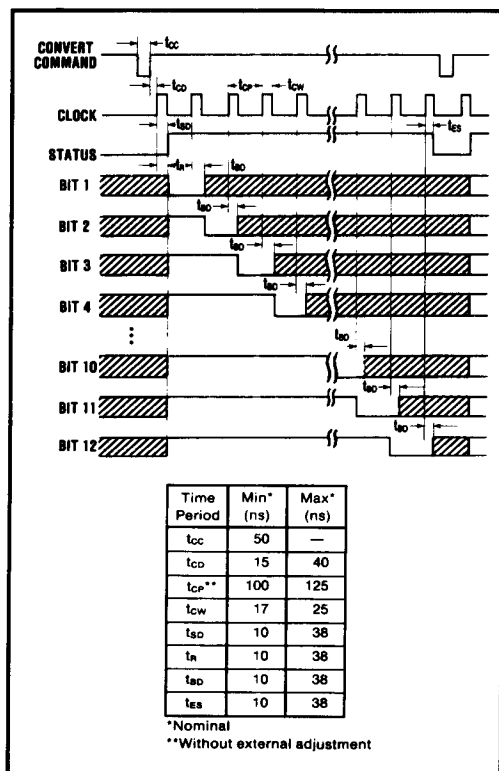 CONVERT
COMMAND
tCC
tCD
tCP
tCW
CLOCK
tSD
tES
STATUS
tR
tBD
BIT 1
tBD
BIT 2
tBD
BIT 3
tBD
BIT 4
tBD
BIT 10
tBD
BIT 11
tBD
BIT 12
Time Period Min* (ns) Max* (ns)
tCC 50 —
tCD 15 40
tCP** 100 125
tCW 17 25
tSD 10 38
tR 10 38
tBD 10 38
tES 10 38
*Nominal
**Without external adjustment